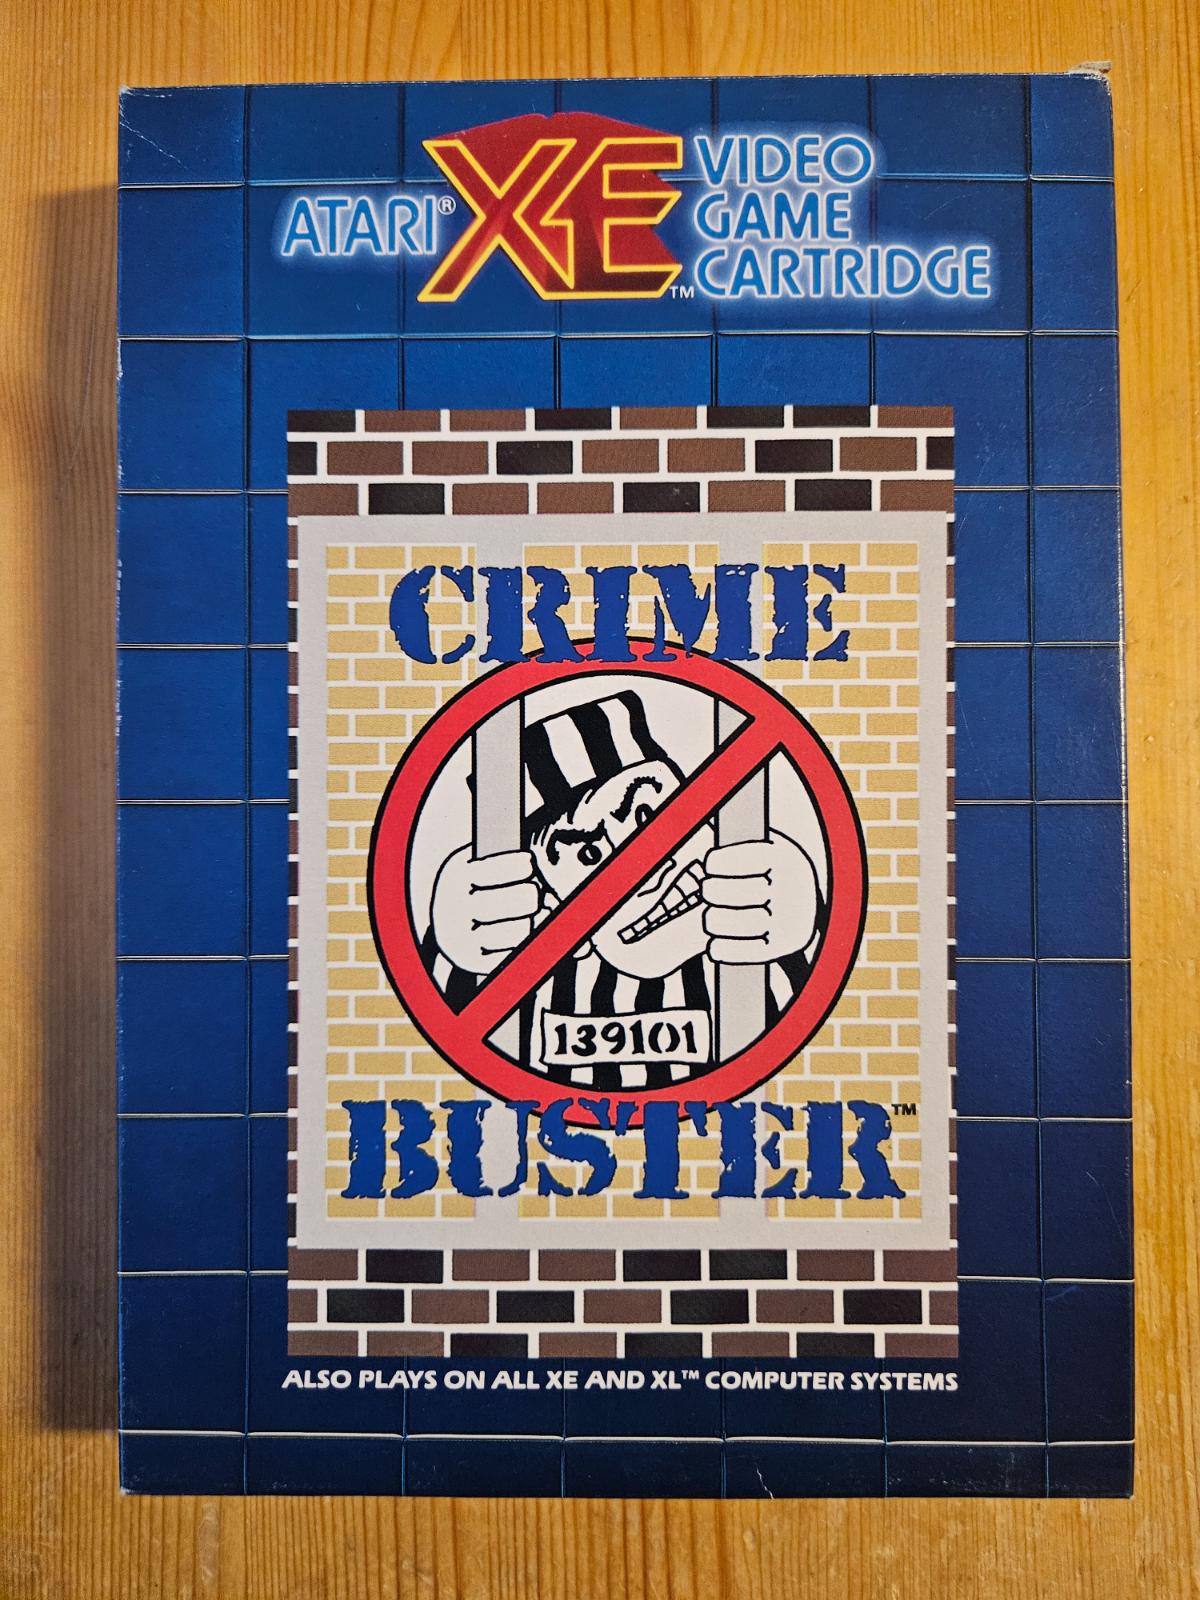 ATARI® XE™ VIDEO
GAME
CARTRIDGE
CRIME
139101
BUSTER™
ALSO PLAYS ON ALL XE AND XL™ COMPUTER SYSTEMS